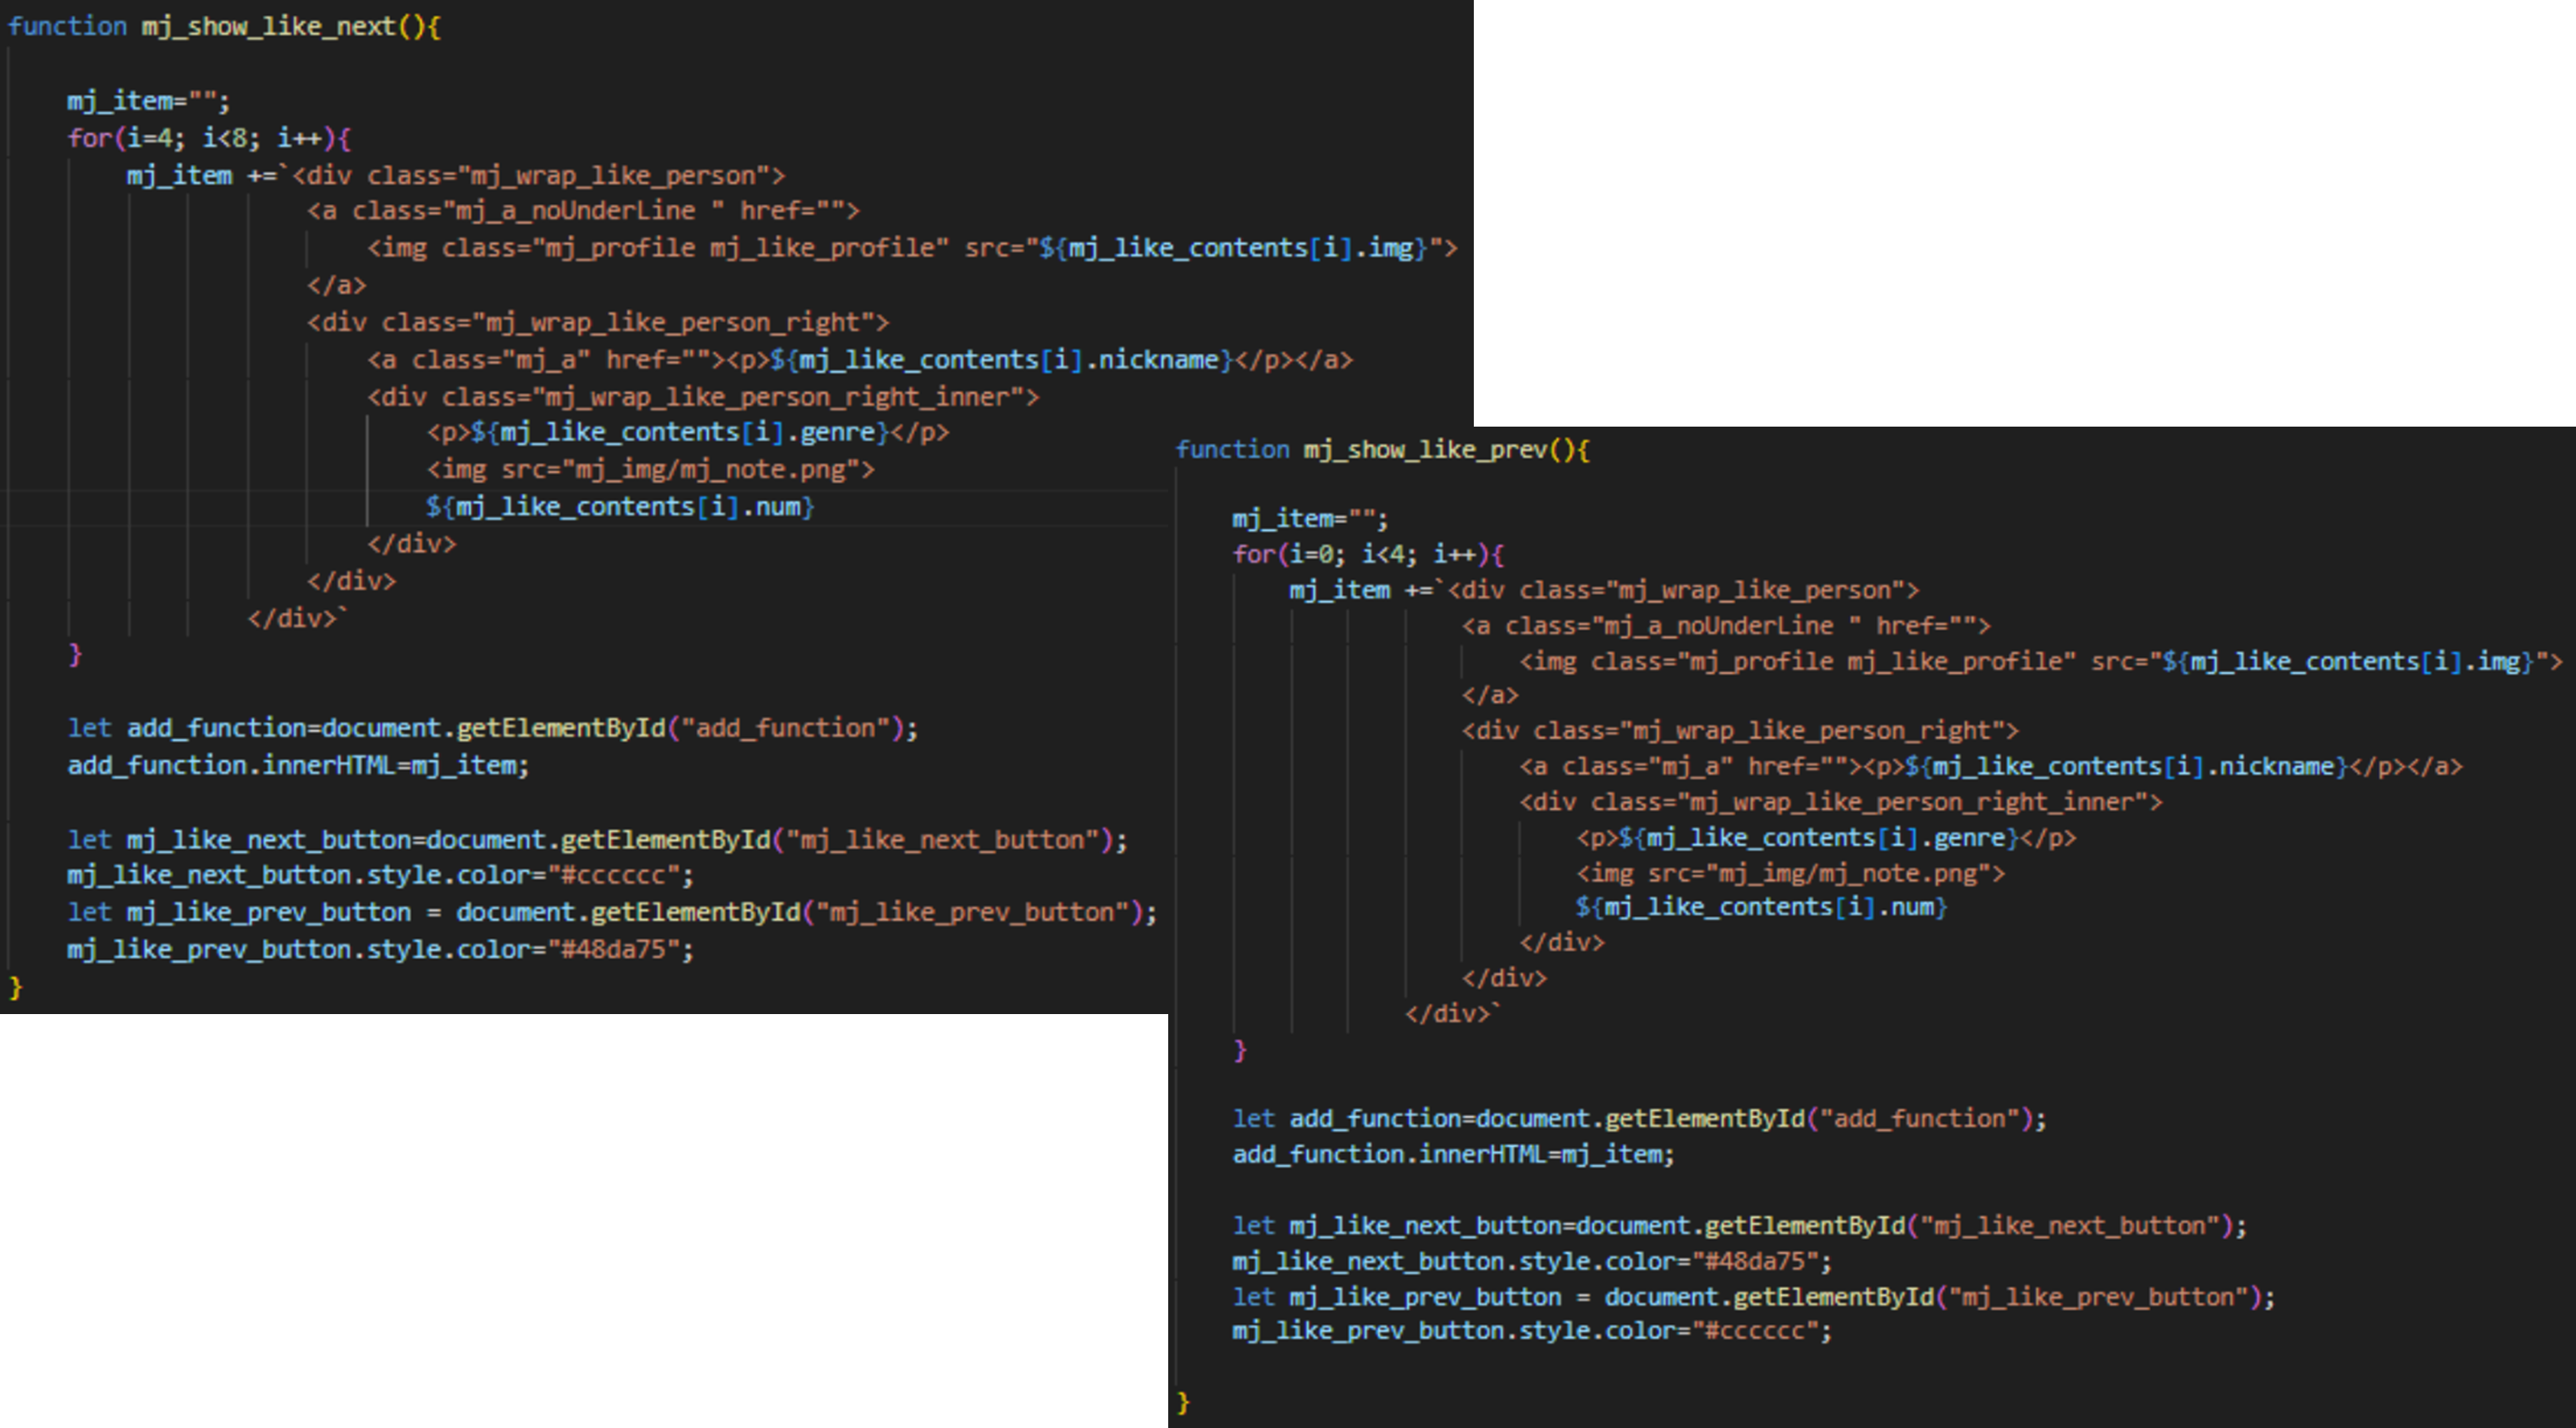 function mj_show_like_next(){
mj_item="";
for(i=4; i<8; i++){
mj_item +=`<div class="mj_wrap_like_person">
<a class="mj_a_noUnderLine " href="">
<img class="mj_profile mj_like_profile" src="${mj_like_contents[i].img}">
</a>
<div class="mj_wrap_like_person_right">
<a class="mj_a" href=""><p>${mj_like_contents[i].nickname}</p></a>
<div class="mj_wrap_like_person_right_inner">
<p>${mj_like_contents[i].genre}</p>
<img src="mj_img/mj_note.png">
${mj_like_contents[i].num}
</div>
</div>
</div>`
}
let add_function=document.getElementById("add_function");
add_function.innerHTML=mj_item;
let mj_like_next_button=document.getElementById("mj_like_next_button");
mj_like_next_button.style.color="#cccccc";
let mj_like_prev_button = document.getElementById("mj_like_prev_button");
mj_like_prev_button.style.color="#48da75";
}
function mj_show_like_prev(){
mj_item="";
for(i=0; i<4; i++){
mj_item +=`<div class="mj_wrap_like_person">
<a class="mj_a_noUnderLine " href="">
<img class="mj_profile mj_like_profile" src="${mj_like_contents[i].img}">
</a>
<div class="mj_wrap_like_person_right">
<a class="mj_a" href=""><p>${mj_like_contents[i].nickname}</p></a>
<div class="mj_wrap_like_person_right_inner">
<p>${mj_like_contents[i].genre}</p>
<img src="mj_img/mj_note.png">
${mj_like_contents[i].num}
</div>
</div>
</div>`
}
let add_function=document.getElementById("add_function");
add_function.innerHTML=mj_item;
let mj_like_next_button=document.getElementById("mj_like_next_button");
mj_like_next_button.style.color="#48da75";
let mj_like_prev_button = document.getElementById("mj_like_prev_button");
mj_like_prev_button.style.color="#cccccc";
}